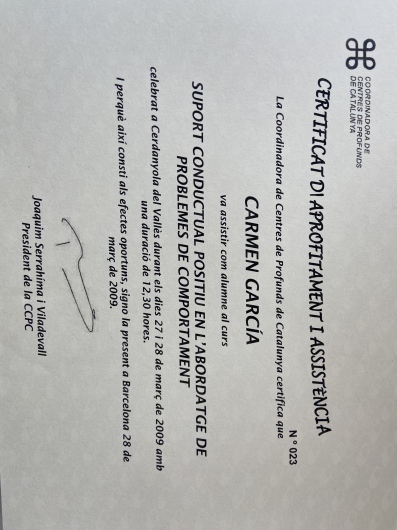 COORDINADORA DE
CENTRES DE PROFUNDS
DE CATALUNYA
CERTIFICAT D'APROFITAMENT I ASSISTÈNCIA
Nº 023
La Coordinadora de Centres de Profunds de Catalunya certifica que
CARMEN GARCÍA
va assistir com alumne al curs
SUPORT CONDUCTUAL POSITIU EN L'ABORDATGE DE
PROBLEMES DE COMPORTAMENT
celebrat a Cerdanyola del Vallès durant els dies 27 i 28 de març de 2009 amb
una duració de 12,30 hores.
I perquè així consti als efectes oportuns, signo la present a Barcelona 28 de
març de 2009.
Joaquim Serrahima i Viladevall
President de la CCPC